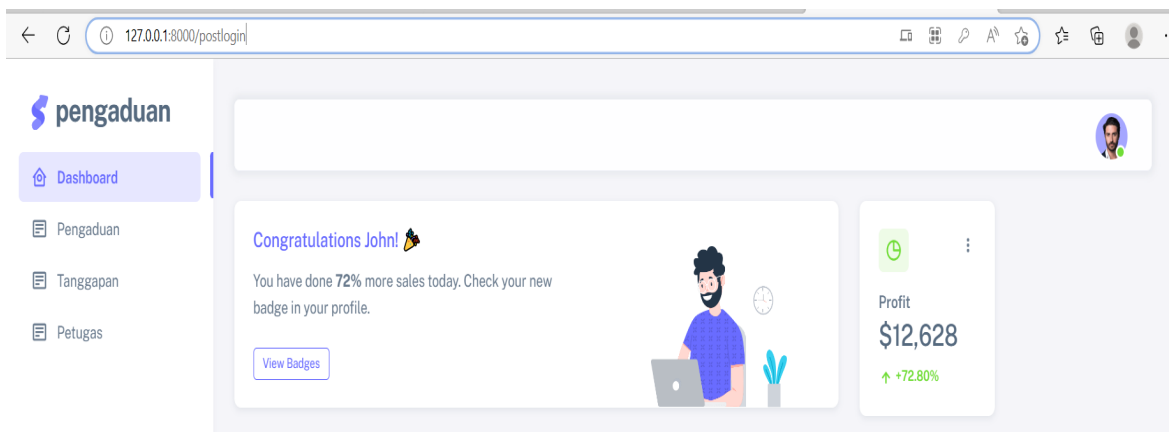 127.0.0.1:8000/postlogin
pengaduan
Dashboard
Pengaduan
Tanggapan
Petugas
Congratulations John! 🎉
You have done 72% more sales today. Check your new
badge in your profile.
View Badges
Profit
$12,628
+72.80%